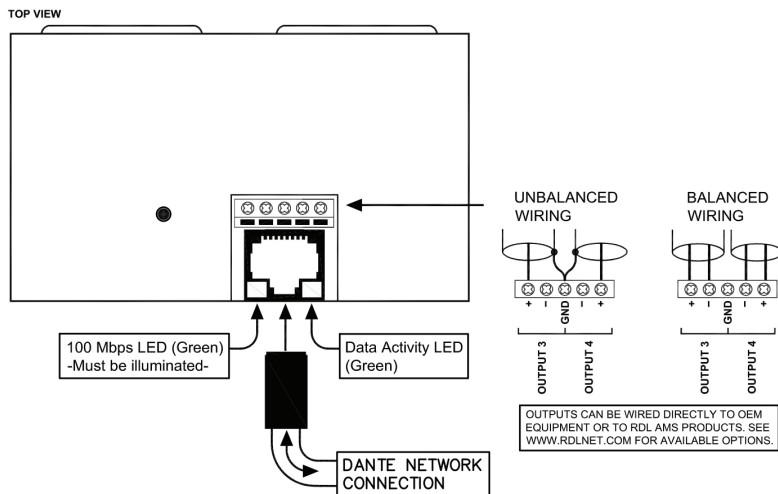 TOP VIEW
UNBALANCED
WIRING
BALANCED
WIRING
+ − GND − +
OUTPUT 3
OUTPUT 4
+ − GND − +
OUTPUT 3
OUTPUT 4
100 Mbps LED (Green)
-Must be illuminated-
Data Activity LED
(Green)
OUTPUTS CAN BE WIRED DIRECTLY TO OEM
EQUIPMENT OR TO RDL AMS PRODUCTS. SEE
WWW.RDLNET.COM FOR AVAILABLE OPTIONS.
DANTE NETWORK
CONNECTION